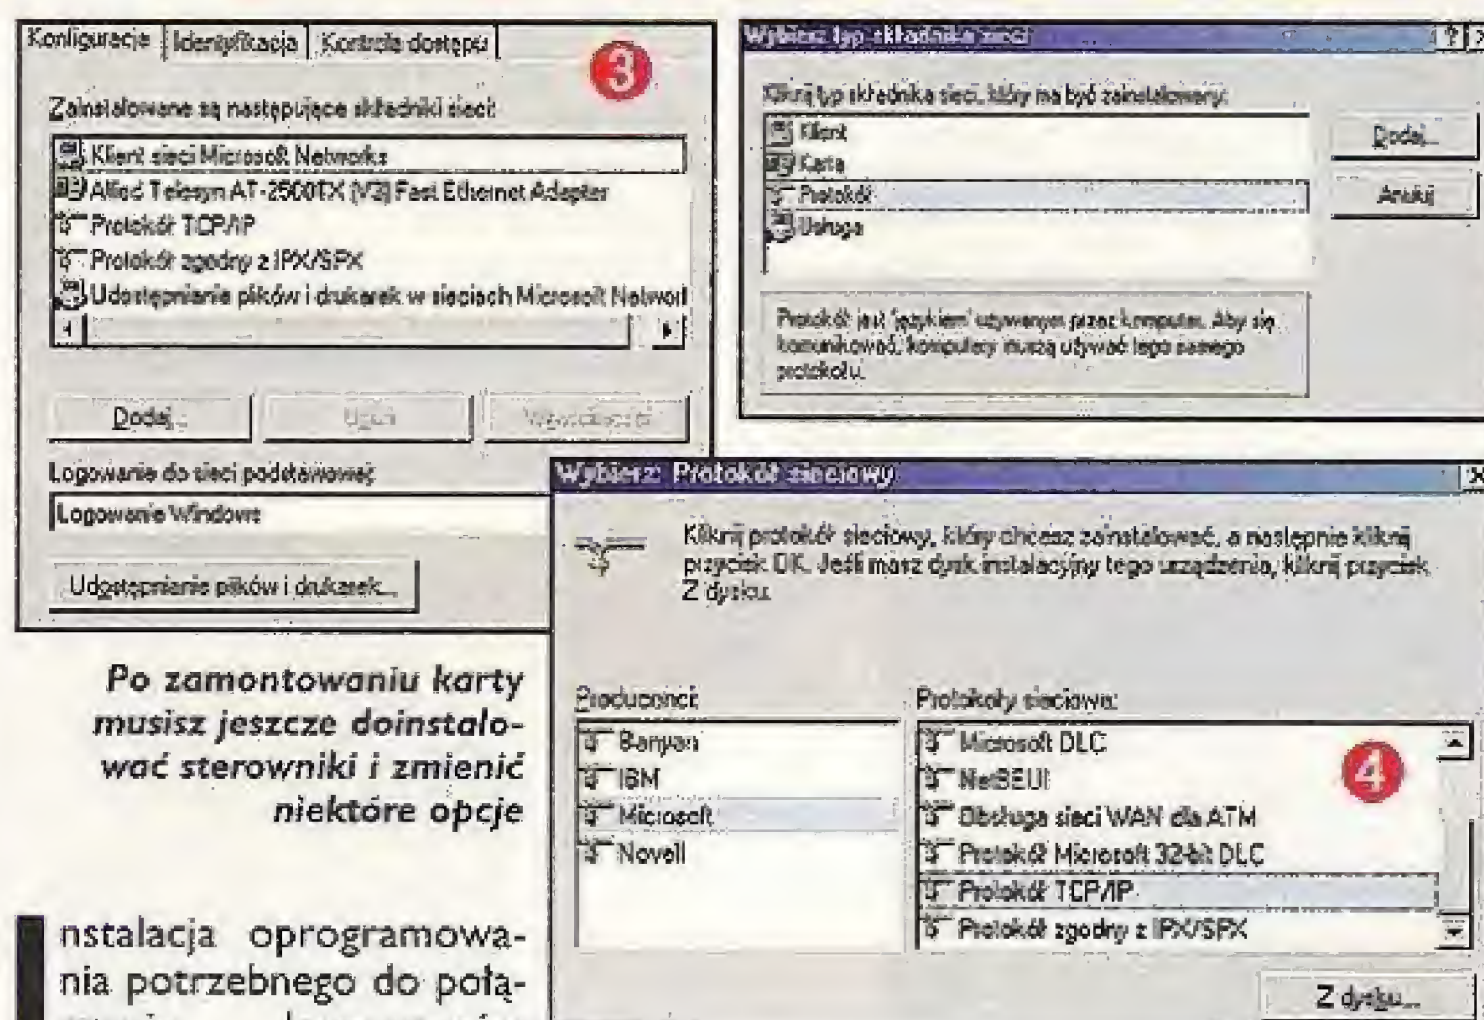 Konfiguracja Identyfikacja Kontrola dostępu
3
Zainstalowane są następujące składniki sieci:
Klient sieci Microsoft Networks
Allied Telesyn AT-2500TX (V3) Fast Ethernet Adapter
Protokół TCP/IP
Protokół zgodny z IPX/SPX
Udostępnianie plików i drukarek w sieciach Microsoft Networ
Dodaj... Usuń Właściwości
Logowanie do sieci podstawowej:
Logowanie Windows
Udostępnianie plików i drukarek...
Wybierz typ składnika sieci
Kliknij typ składnika sieci, który ma być zainstalowany:
Klient
Karta
Protokół
Usługa
Dodaj...
Anuluj
Protokół jest 'językiem' używanym przez komputer. Aby się
komunikować, komputery muszą używać tego samego
protokołu.
Wybierz: Protokół sieciowy
Kliknij protokół sieciowy, który chcesz zainstalować, a następnie kliknij
przycisk OK. Jeśli masz dysk instalacyjny tego urządzenia, kliknij przycisk
Z dysku.
Producenci:
Banyan
IBM
Microsoft
Novell
Protokoły sieciowe:
Microsoft DLC
4
NetBEUI
Obsługa sieci WAN dla ATM
Protokół Microsoft 32-bit DLC
Protokół TCP/IP
Protokół zgodny z IPX/SPX
Z dysku...
Po zamontowaniu karty
musisz jeszcze doinstalo-
wać sterowniki i zmienić
niektóre opcje
Instalacja oprogramowa-
nia potrzebnego do połą-